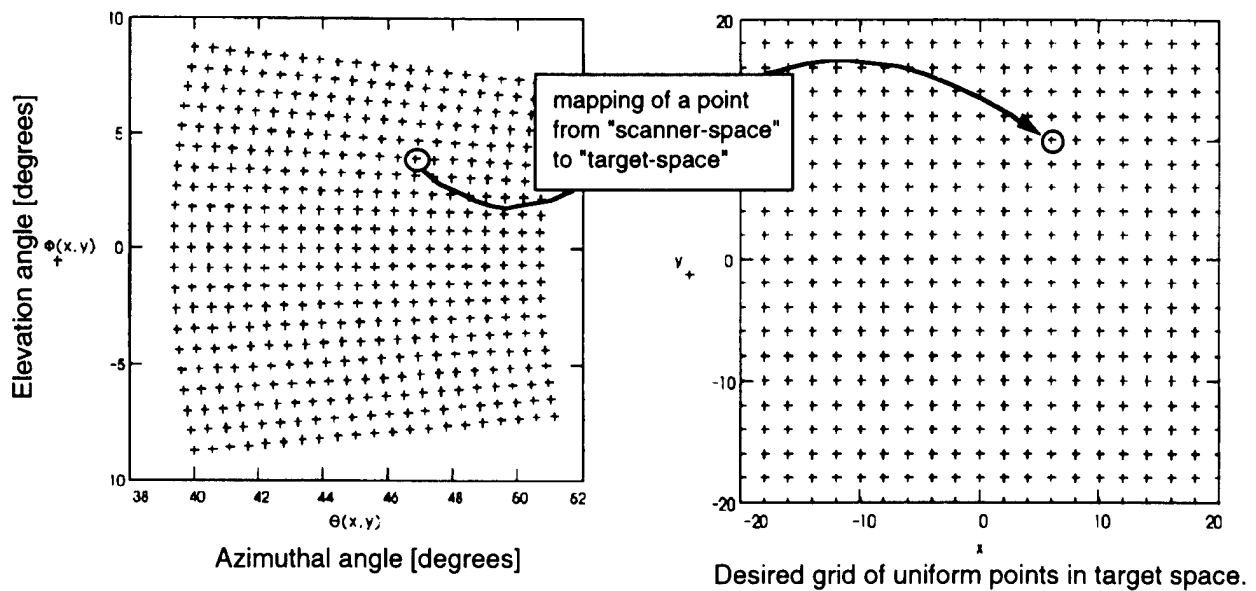 10
5
0
-5
10
Elevation angle [degrees]
Φ(x,y)
+
38 40 42 44 46 48 50 52
θ(x,y)
Azimuthal angle [degrees]
mapping of a point
from "scanner-space"
to "target-space"
20
10
0
-10
-20
y
+
-20 -10 0 10 20
x
Desired grid of uniform points in target space.